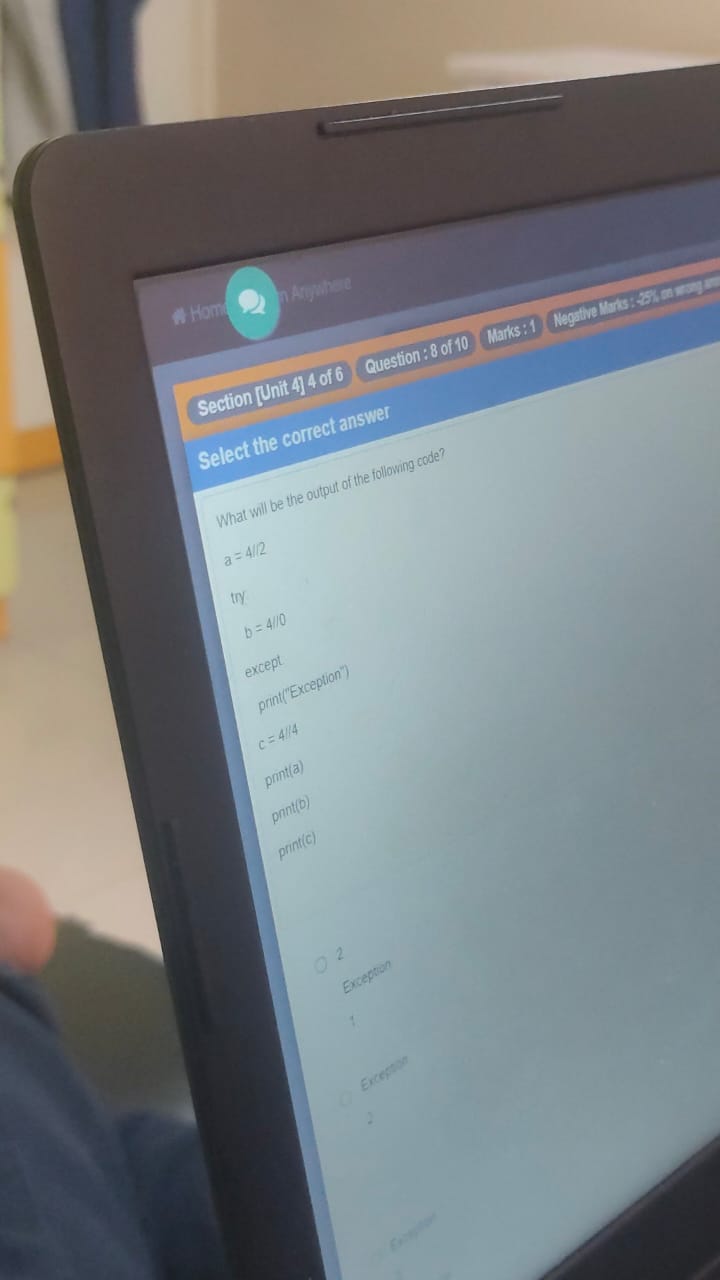 Home
n Anywhere
Section [Unit 4] 4 of 6 Question : 8 of 10 Marks : 1 Negative Marks : -25% on wrong
Select the correct answer
What will be the output of the following code?
a = 4//2
try:
b = 4//0
except:
print("Exception")
c = 4//4
print(a)
print(b)
print(c)
2
Exception
1
Exception
2
Exception